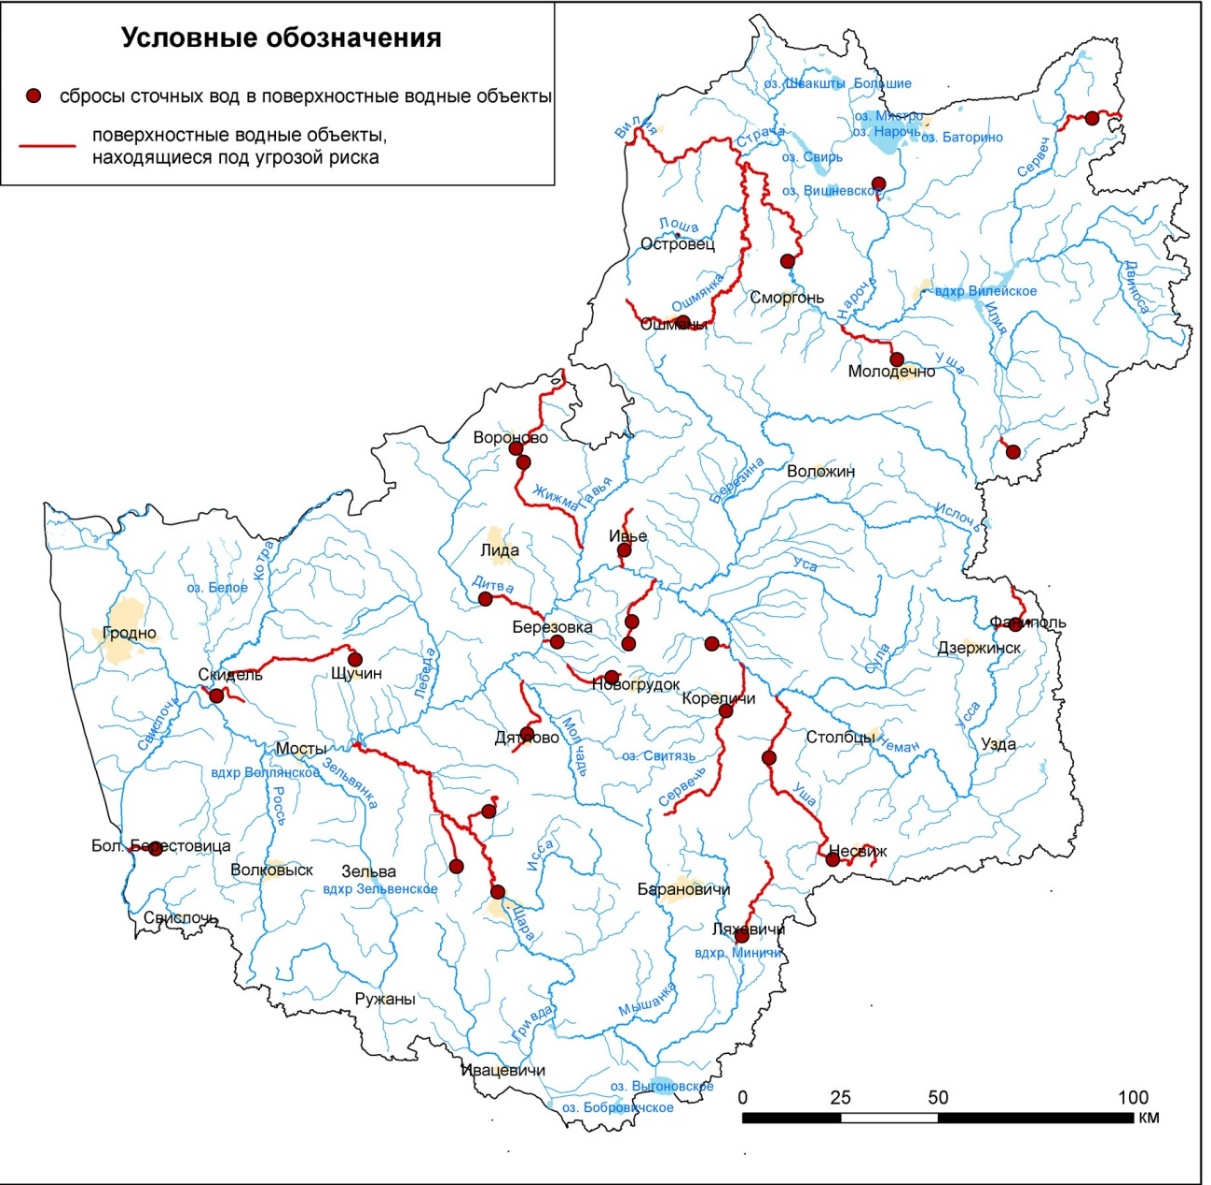 Условные обозначения
сбросы сточных вод в поверхностные водные объекты
поверхностные водные объекты,
находящиеся под угрозой риска
оз. Швакшты Большие
Вилия
оз. Мястро
Страча
оз. Нарочь
оз. Баторино
Сервеч
оз. Свирь
оз. Вишневское
Лоша
Островец
Двиноса
Ошмянка
Сморгонь
Нарочь
вдхр Вилейское
Илия
Ошмяны
Уша
Молодечно
Вороново
Жижма
Гавья
Березина
Воложин
Ислочь
Котра
Лида
Ивье
Уса
оз. Белое
Дитва
Гродно
Березовка
Фаниполь
Дзержинск
Скидель
Щучин
Лебеда
Новогрудок
Сула
Кореличи
Свислочь
Дятлово
Молчадь
Столбцы
Неман
Усса
Узда
Мосты
оз. Свитязь
вдхр Волпянское
Зельвянка
Сервечь
Уша
Россь
Бол. Берестовица
Исса
Несвиж
Волковыск
Зельва
вдхр Зельвенское
Барановичи
Свислочь
Щара
Ляховичи
вдхр. Миничи
Ружаны
Гривда
Мышанка
Ивацевичи
оз. Выгоновское
оз. Бобровичское
0 25 50 100
КМ